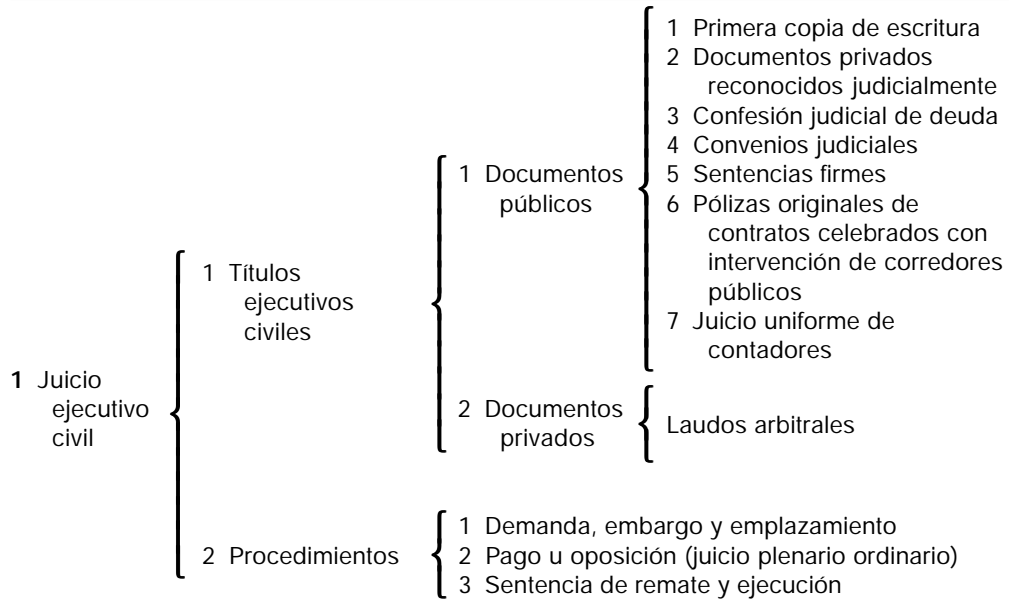 1 Juicio
ejecutivo
civil
1 Títulos
ejecutivos
civiles
1 Documentos
públicos
1 Primera copia de escritura
2 Documentos privados
reconocidos judicialmente
3 Confesión judicial de deuda
4 Convenios judiciales
5 Sentencias firmes
6 Pólizas originales de
contratos celebrados con
intervención de corredores
públicos
7 Juicio uniforme de
contadores
2 Documentos
privados
Laudos arbitrales
2 Procedimientos
1 Demanda, embargo y emplazamiento
2 Pago u oposición (juicio plenario ordinario)
3 Sentencia de remate y ejecución